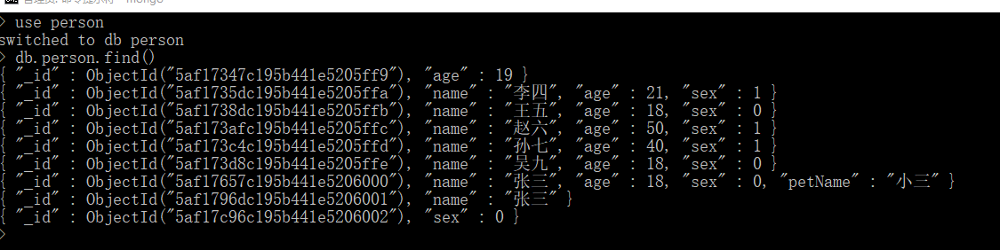 管理员: 命令提示符 - mongo
> use person
switched to db person
> db.person.find()
{ "_id" : ObjectId("5af17347c195b441e5205ff9"), "age" : 19 }
{ "_id" : ObjectId("5af1735dc195b441e5205ffa"), "name" : "李四", "age" : 21, "sex" : 1 }
{ "_id" : ObjectId("5af1738dc195b441e5205ffb"), "name" : "王五", "age" : 18, "sex" : 0 }
{ "_id" : ObjectId("5af173afc195b441e5205ffc"), "name" : "赵六", "age" : 50, "sex" : 1 }
{ "_id" : ObjectId("5af173c4c195b441e5205ffd"), "name" : "孙七", "age" : 40, "sex" : 1 }
{ "_id" : ObjectId("5af173d8c195b441e5205ffe"), "name" : "吴九", "age" : 18, "sex" : 0 }
{ "_id" : ObjectId("5af17657c195b441e5206000"), "name" : "张三", "age" : 18, "sex" : 0, "petName" : "小三" }
{ "_id" : ObjectId("5af1796dc195b441e5206001"), "name" : "张三" }
{ "_id" : ObjectId("5af17c96c195b441e5206002"), "sex" : 0 }
>